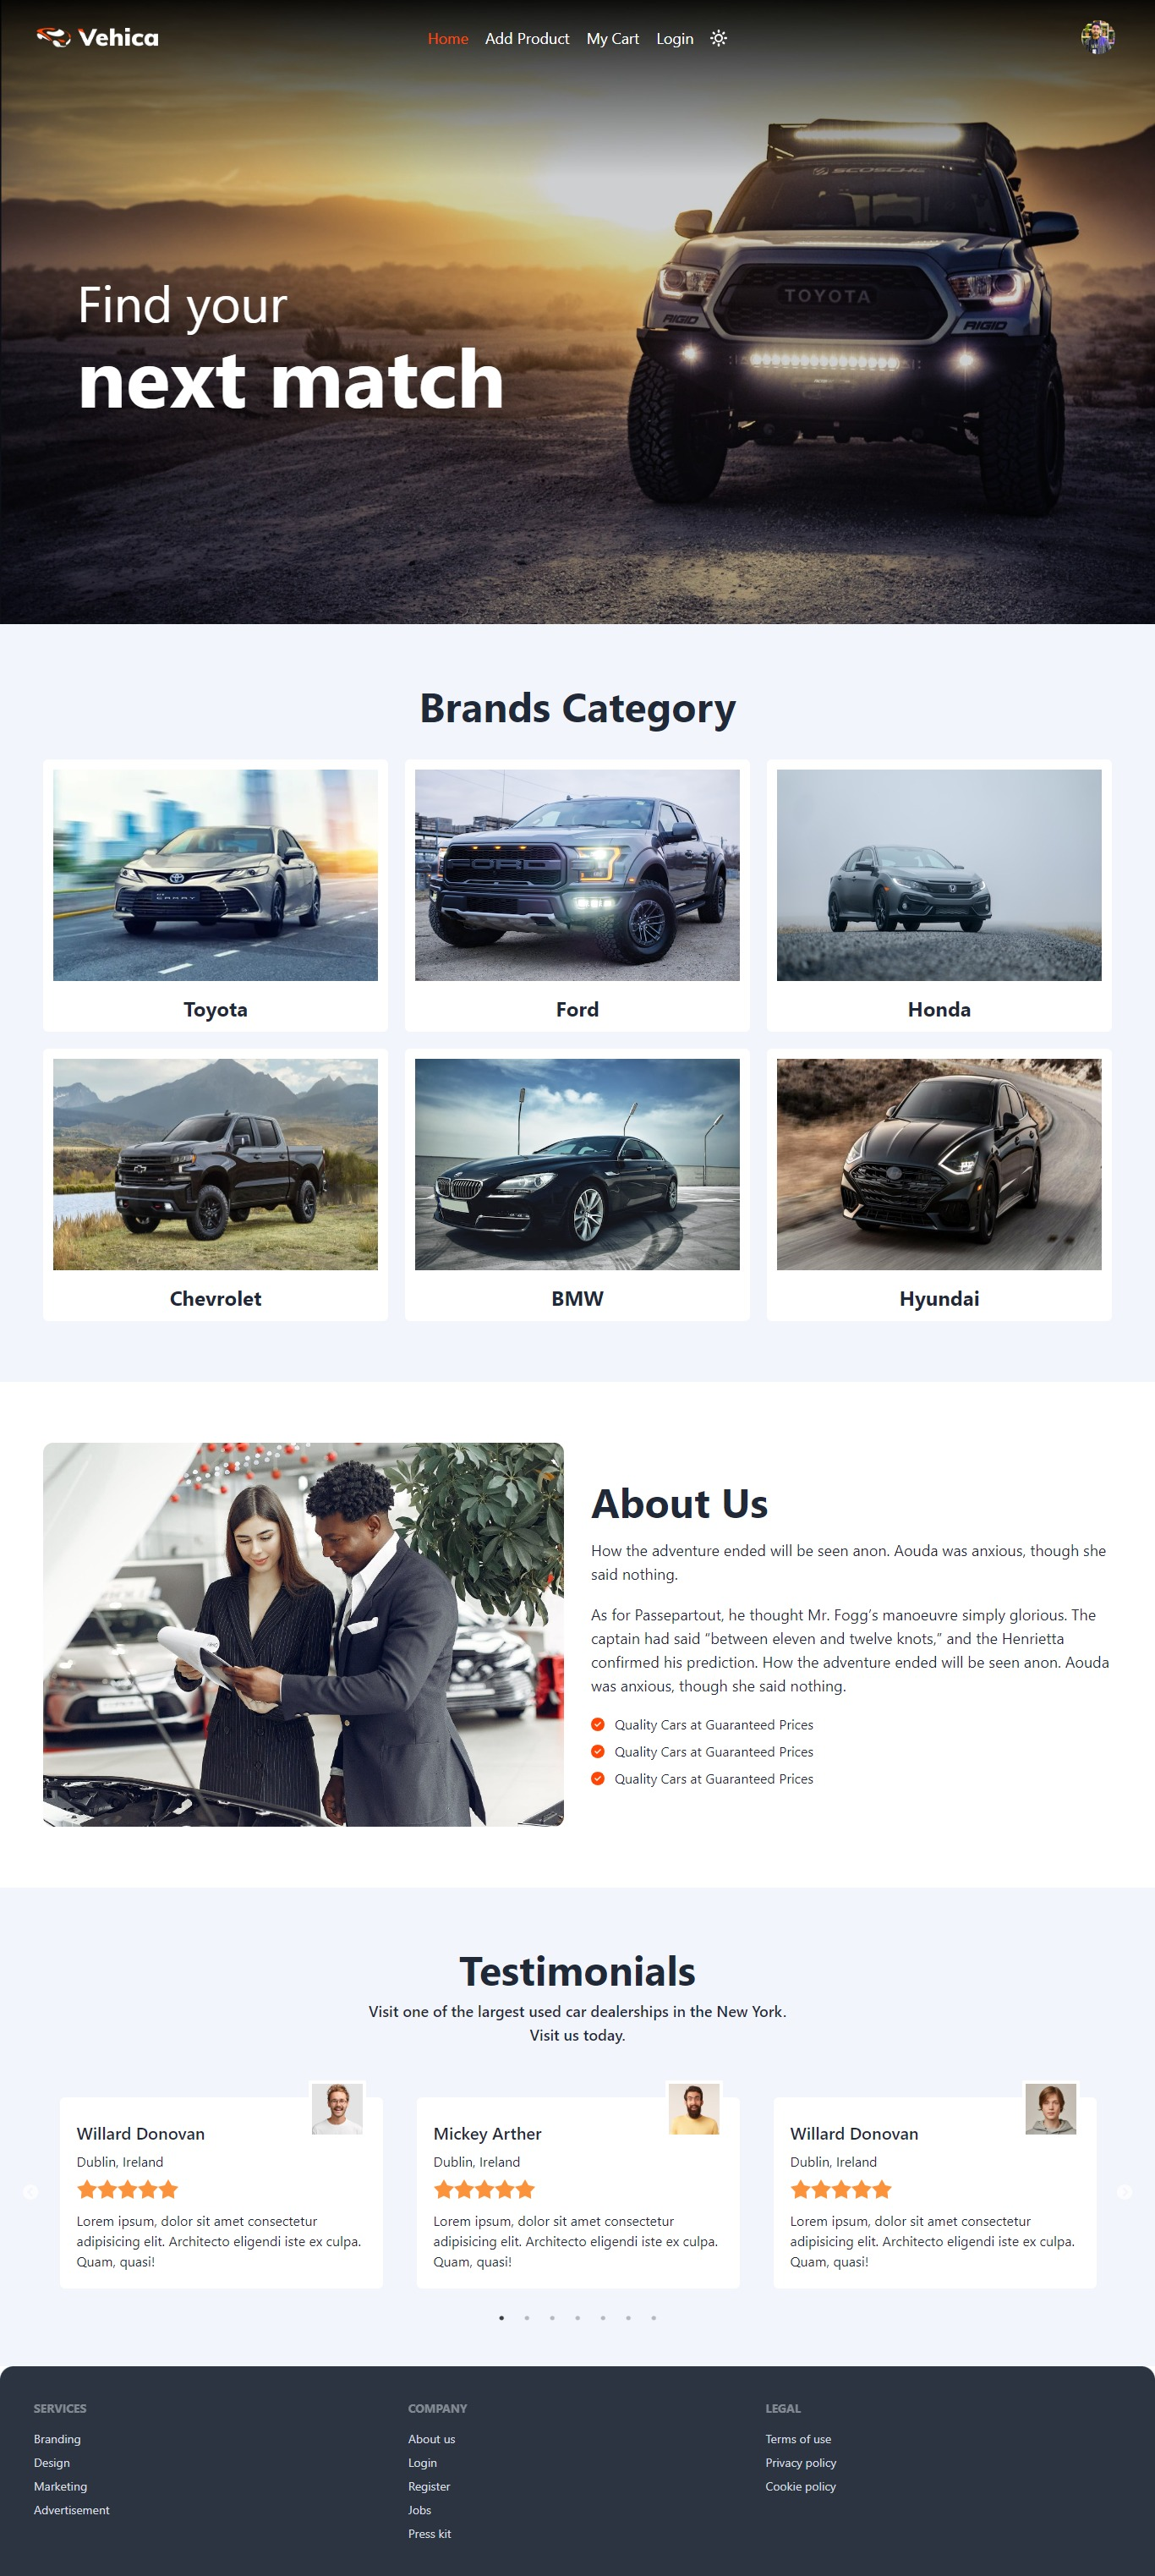 Vehica
Home Add Product My Cart Login
SCOSCHE
TOYOTA
RIGID RIGID
Find your
next match
Brands Category
CAMRY
FORD
Toyota
Ford
Honda
Chevrolet
BMW
Hyundai
About Us
How the adventure ended will be seen anon. Aouda was anxious, though she
said nothing.
As for Passepartout, he thought Mr. Fogg’s manoeuvre simply glorious. The
captain had said “between eleven and twelve knots,” and the Henrietta
confirmed his prediction. How the adventure ended will be seen anon. Aouda
was anxious, though she said nothing.
Quality Cars at Guaranteed Prices
Quality Cars at Guaranteed Prices
Quality Cars at Guaranteed Prices
Testimonials
Visit one of the largest used car dealerships in the New York.
Visit us today.
Willard Donovan
Dublin, Ireland
Lorem ipsum, dolor sit amet consectetur
adipisicing elit. Architecto eligendi iste ex culpa.
Quam, quasi!
Mickey Arther
Dublin, Ireland
Lorem ipsum, dolor sit amet consectetur
adipisicing elit. Architecto eligendi iste ex culpa.
Quam, quasi!
Willard Donovan
Dublin, Ireland
Lorem ipsum, dolor sit amet consectetur
adipisicing elit. Architecto eligendi iste ex culpa.
Quam, quasi!
SERVICES
Branding
Design
Marketing
Advertisement
COMPANY
About us
Login
Register
Jobs
Press kit
LEGAL
Terms of use
Privacy policy
Cookie policy